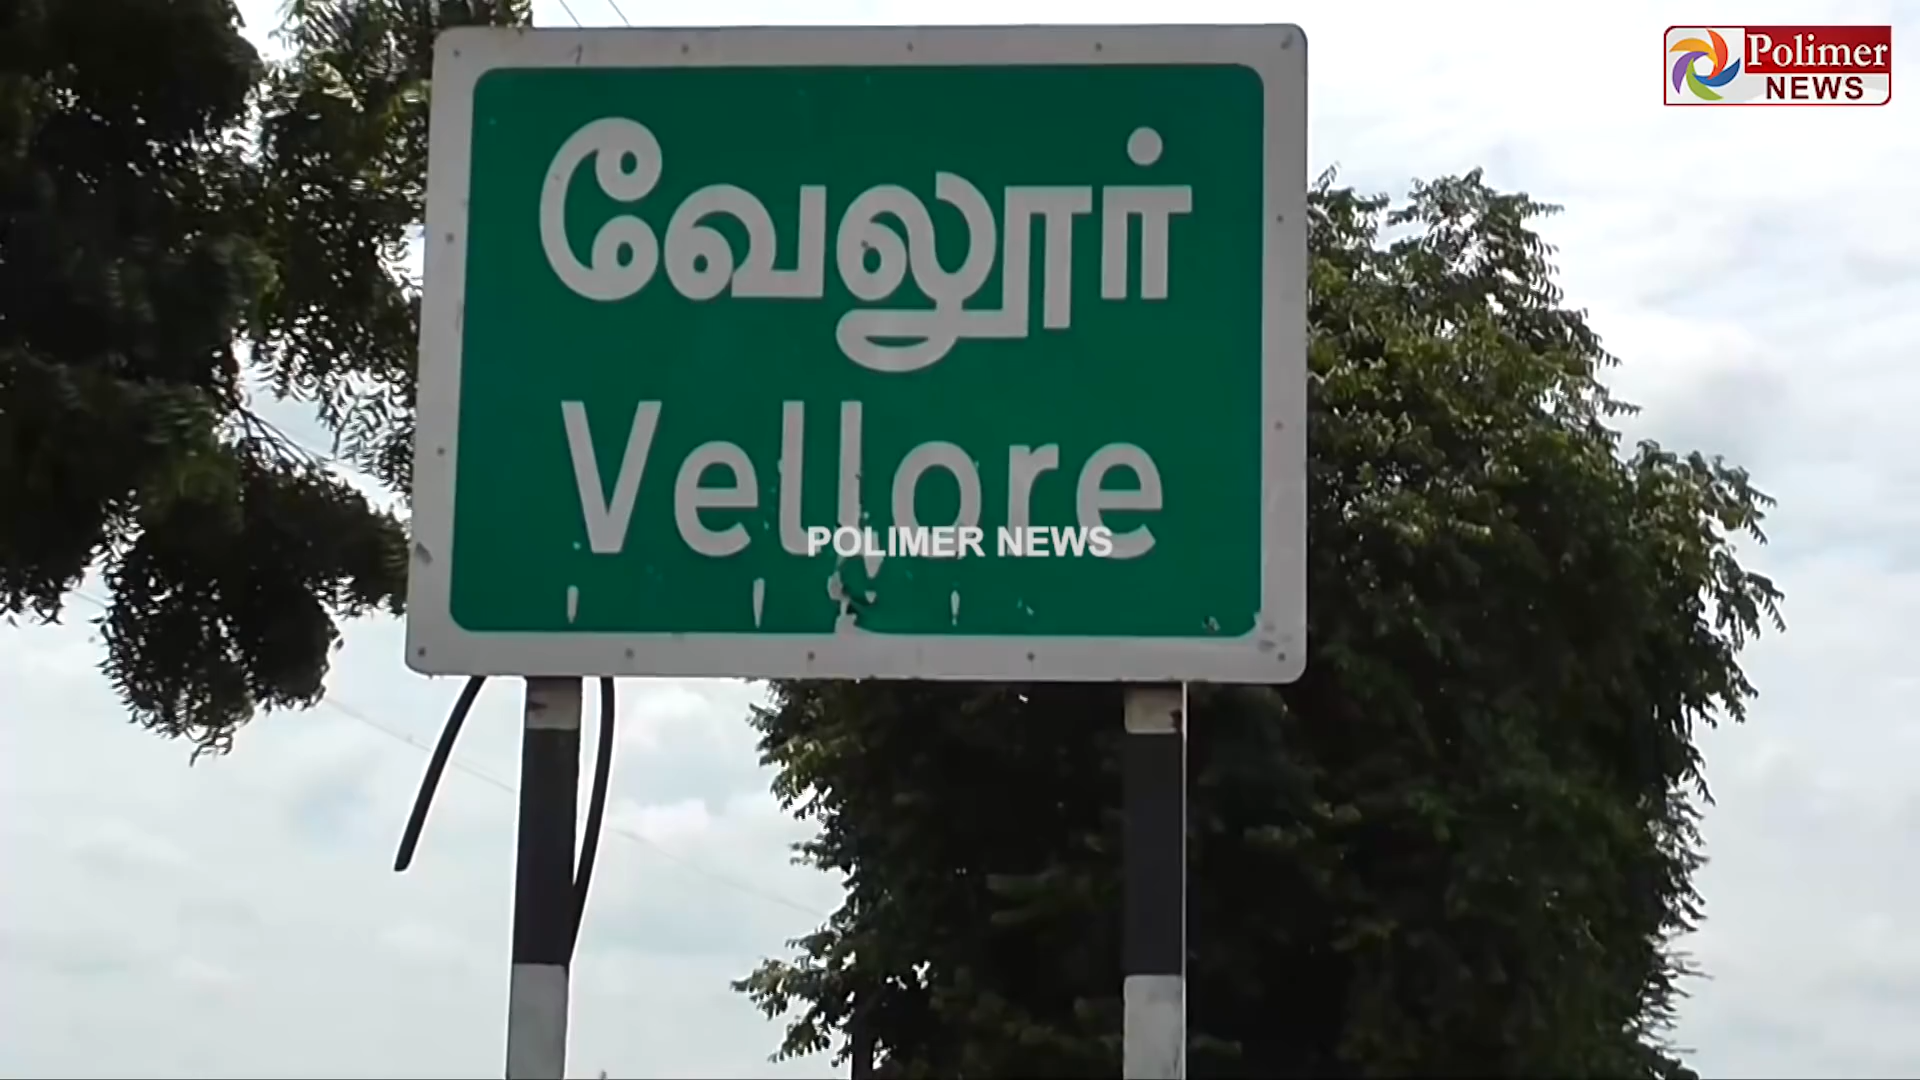 Polimer
NEWS
வேலூர்
Vellore
POLIMER NEWS